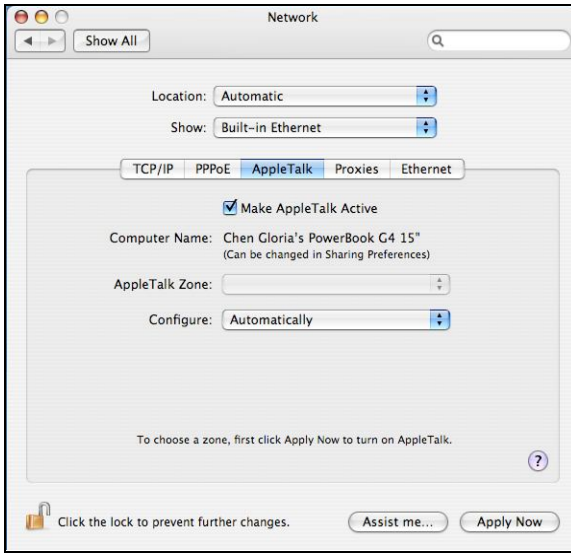 Network
Show All
Location: Automatic
Show: Built-in Ethernet
TCP/IP PPPoE AppleTalk Proxies Ethernet
Make AppleTalk Active
Computer Name: Chen Gloria's PowerBook G4 15"
(Can be changed in Sharing Preferences)
AppleTalk Zone:
Configure: Automatically
To choose a zone, first click Apply Now to turn on AppleTalk.
?
Click the lock to prevent further changes. Assist me... Apply Now